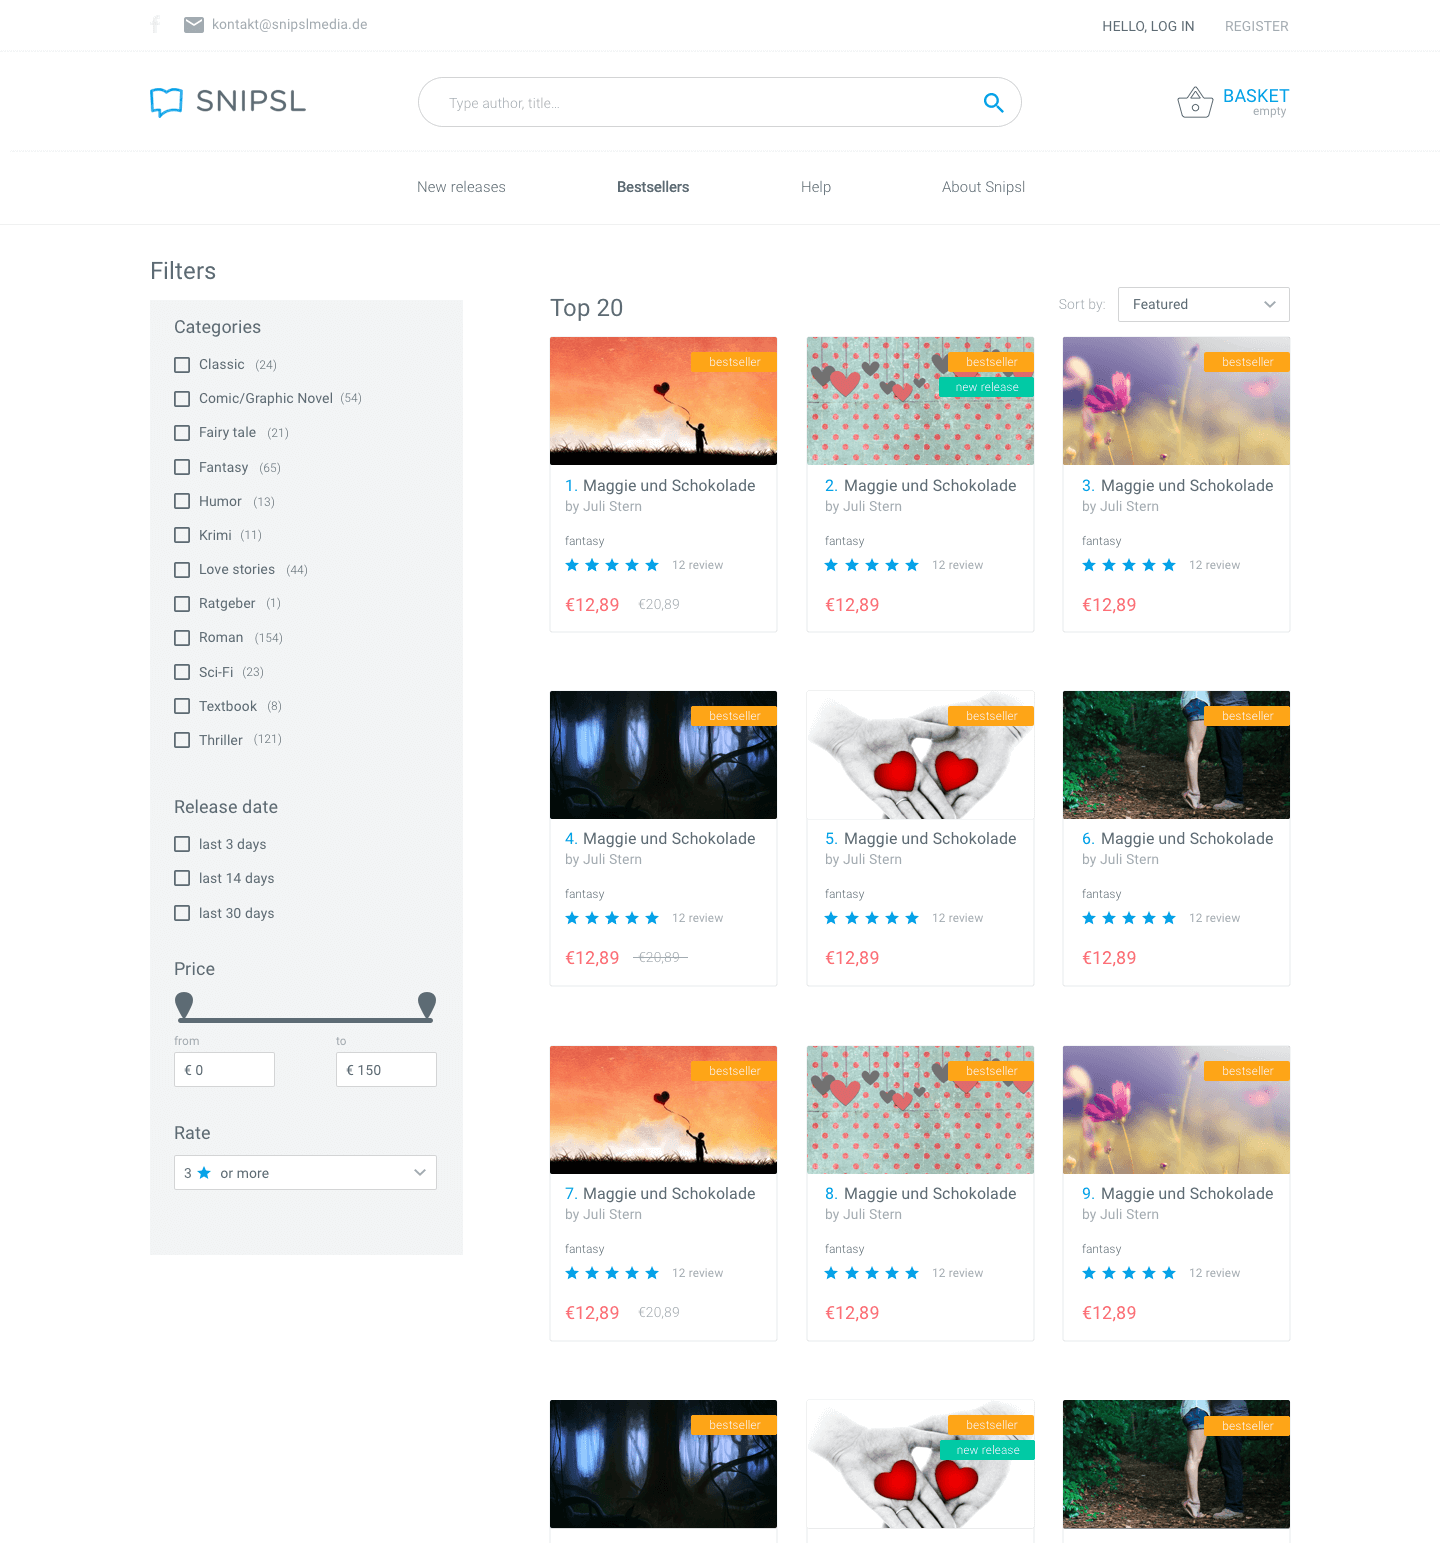 kontakt@snipslmedia.de
HELLO, LOG IN REGISTER
SNIPSL
Type author, title...
BASKET
empty
New releases Bestsellers Help About Snipsl
Filters
Categories
Classic (24)
Comic/Graphic Novel (54)
Fairy tale (21)
Fantasy (65)
Humor (13)
Krimi (11)
Love stories (44)
Ratgeber (1)
Roman (154)
Sci-Fi (23)
Textbook (8)
Thriller (121)
Release date
last 3 days
last 14 days
last 30 days
Price
from to
€ 0 € 150
Rate
3 or more
Top 20
Sort by: Featured
bestseller
1. Maggie und Schokolade
by Juli Stern
fantasy
12 review
€12,89 €20,89
bestseller
new release
2. Maggie und Schokolade
by Juli Stern
fantasy
12 review
€12,89
bestseller
3. Maggie und Schokolade
by Juli Stern
fantasy
12 review
€12,89
bestseller
4. Maggie und Schokolade
by Juli Stern
fantasy
12 review
€12,89 €20,89
bestseller
5. Maggie und Schokolade
by Juli Stern
fantasy
12 review
€12,89
bestseller
6. Maggie und Schokolade
by Juli Stern
fantasy
12 review
€12,89
bestseller
7. Maggie und Schokolade
by Juli Stern
fantasy
12 review
€12,89 €20,89
bestseller
8. Maggie und Schokolade
by Juli Stern
fantasy
12 review
€12,89
bestseller
9. Maggie und Schokolade
by Juli Stern
fantasy
12 review
€12,89
bestseller
bestseller
new release
bestseller